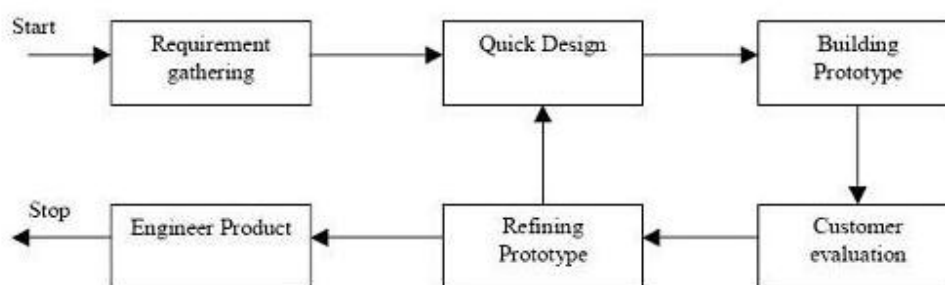 Start
Requirement
gathering
Quick Design
Building
Prototype
Stop
Engineer Product
Refining
Prototype
Customer
evaluation